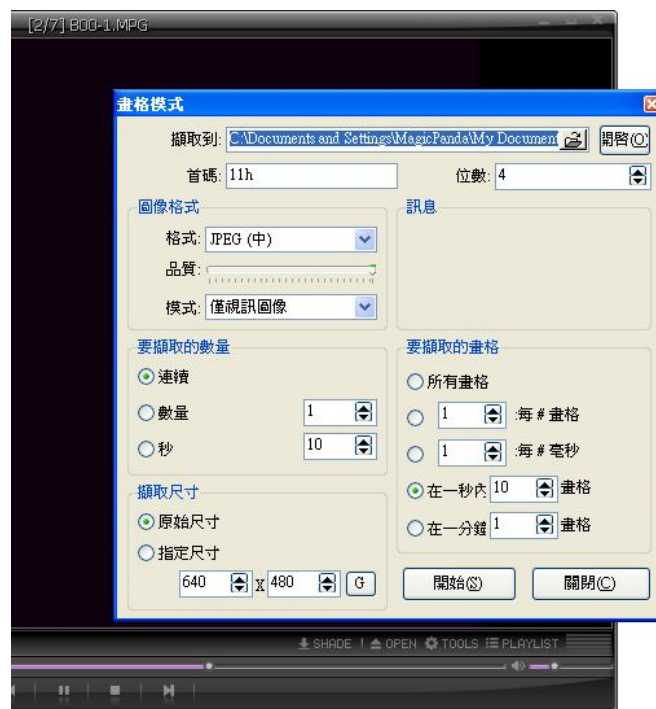 [2/7] B00-1.MPG
畫格模式
擷取到: C:\Documents and Settings\MagicPanda\My Document 開啓(O)
首碼: 11h 位數: 4
圖像格式
訊息
格式: JPEG (中)
品質:
模式: 僅視訊圖像
要擷取的數量
連續
數量 1
秒 10
要擷取的畫格
所有畫格
1 :每 # 畫格
1 :每 # 毫秒
在一秒內 10 畫格
在一分鐘 1 畫格
擷取尺寸
原始尺寸
指定尺寸
640 X 480 G
開始(S) 關閉(C)
SHADE OPEN TOOLS PLAYLIST